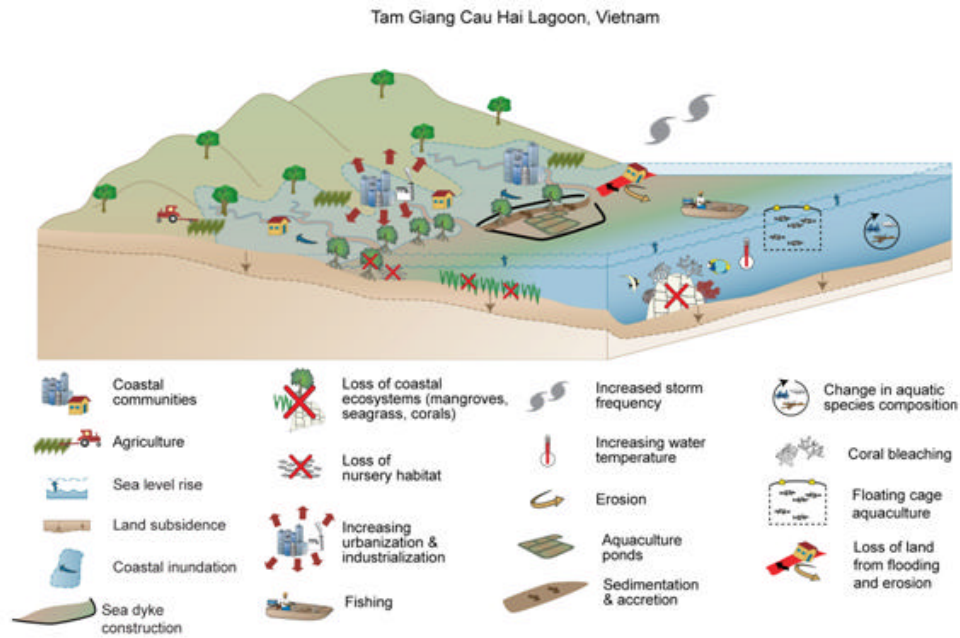 Tam Giang Cau Hai Lagoon, Vietnam
Coastal
communities
Agriculture
Sea level rise
Land subsidence
Coastal inundation
Sea dyke
construction
Loss of coastal
ecosystems (mangroves,
seagrass, corals)
Loss of
nursery habitat
Increasing
urbanization &
industrialization
Fishing
Increased storm
frequency
Increasing water
temperature
Erosion
Aquaculture
ponds
Sedimentation
& accretion
Change in aquatic
species composition
Coral bleaching
Floating cage
aquaculture
Loss of land
from flooding
and erosion